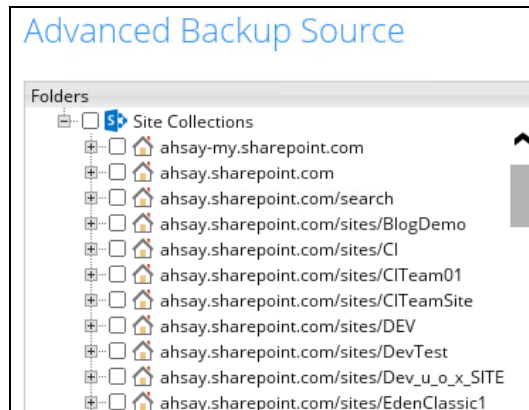 Advanced Backup Source
Folders
Site Collections
ahsay-my.sharepoint.com
ahsay.sharepoint.com
ahsay.sharepoint.com/search
ahsay.sharepoint.com/sites/BlogDemo
ahsay.sharepoint.com/sites/CI
ahsay.sharepoint.com/sites/CITeam01
ahsay.sharepoint.com/sites/CITeamSite
ahsay.sharepoint.com/sites/DEV
ahsay.sharepoint.com/sites/DevTest
ahsay.sharepoint.com/sites/Dev_u_o_x_SITE
ahsay.sharepoint.com/sites/EdenClassic1